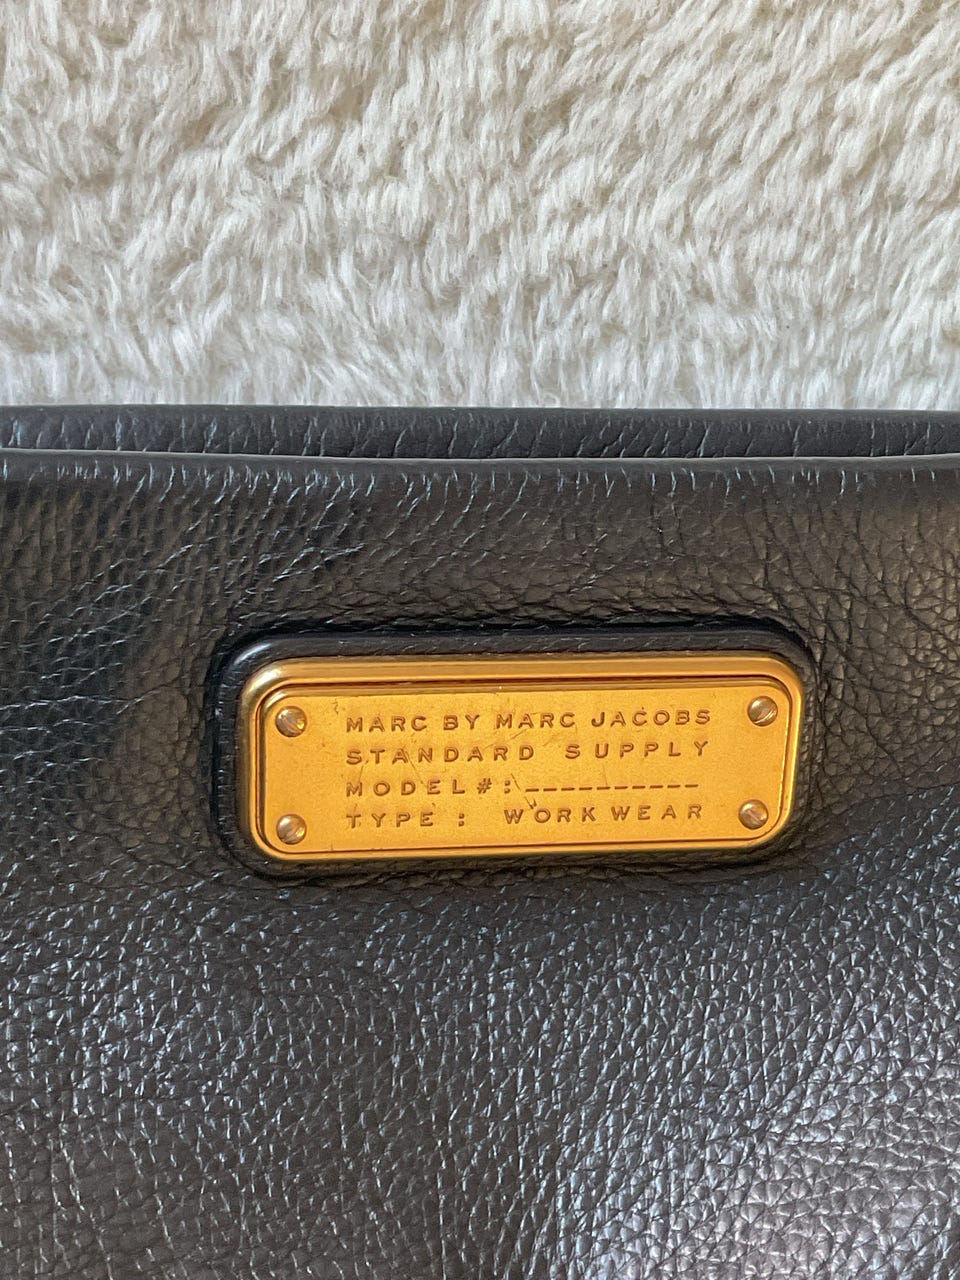 MARC BY MARC JACOBS
STANDARD SUPPLY
MODEL#:__________
TYPE : WORK WEAR